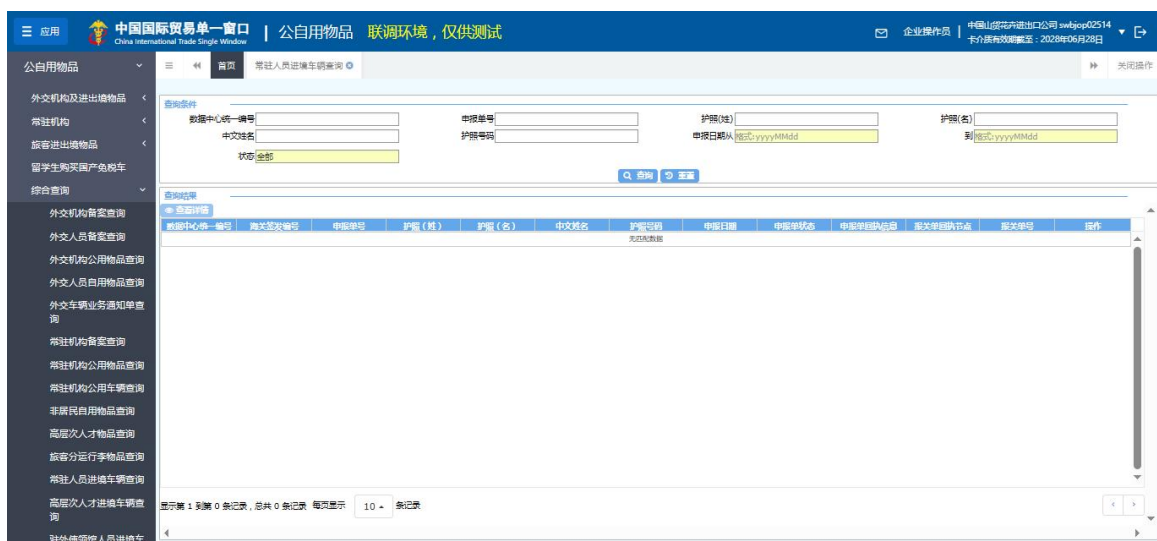 应用
中国国际贸易单一窗口
China International Trade Single Window
公自用物品 联调环境，仅供测试
企业操作员
swbjop02514
卡介质有效期截至：2028年06月28日
公自用物品
首页
常驻人员进境车辆查询
关闭操作
外交机构及进出境物品
常驻机构
旅客进出境物品
留学生购买国产免税车
综合查询
外交机构备案查询
外交人员备案查询
外交机构公用物品查询
外交人员自用物品查询
外交车辆业务通知单查
询
常驻机构备案查询
常驻机构公用物品查询
常驻机构公用车辆查询
非居民自用物品查询
高层次人才物品查询
旅客分运行李物品查询
常驻人员进境车辆查询
高层次人才进境车辆查
询
查询条件
数据中心统一编号 申报单号 护照(姓) 护照(名)
中文姓名 护照号码 申报日期从 格式:yyyyMMdd 到 格式:yyyyMMdd
状态 全部
查询 重置
查询结果
查看详情
数据中心统一编号 海关签发编号 申报单号 护照(姓) 护照(名) 中文姓名 护照号码 申报日期 申报单状态 申报单回执信息 报关单回执节点 报关单号 操作
无匹配数据
显示第 1 到第 0 条记录，总共 0 条记录 每页显示 10 条记录